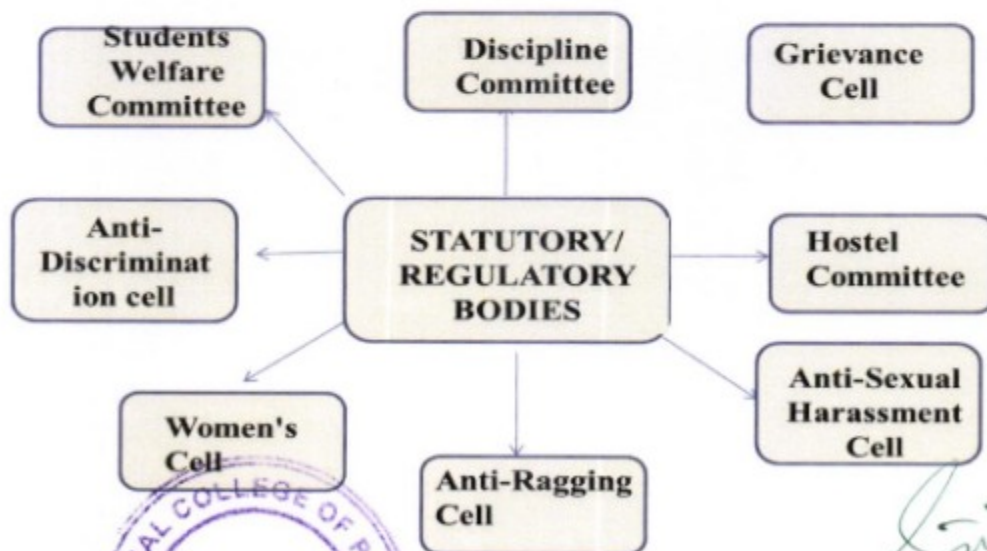 Students
Welfare
Committee
Discipline
Committee
Grievance
Cell
Anti-
Discriminat
ion cell
STATUTORY/
REGULATORY
BODIES
Hostel
Committee
Women's
Cell
Anti-Ragging
Cell
Anti-Sexual
Harassment
Cell
COLLEGE OF